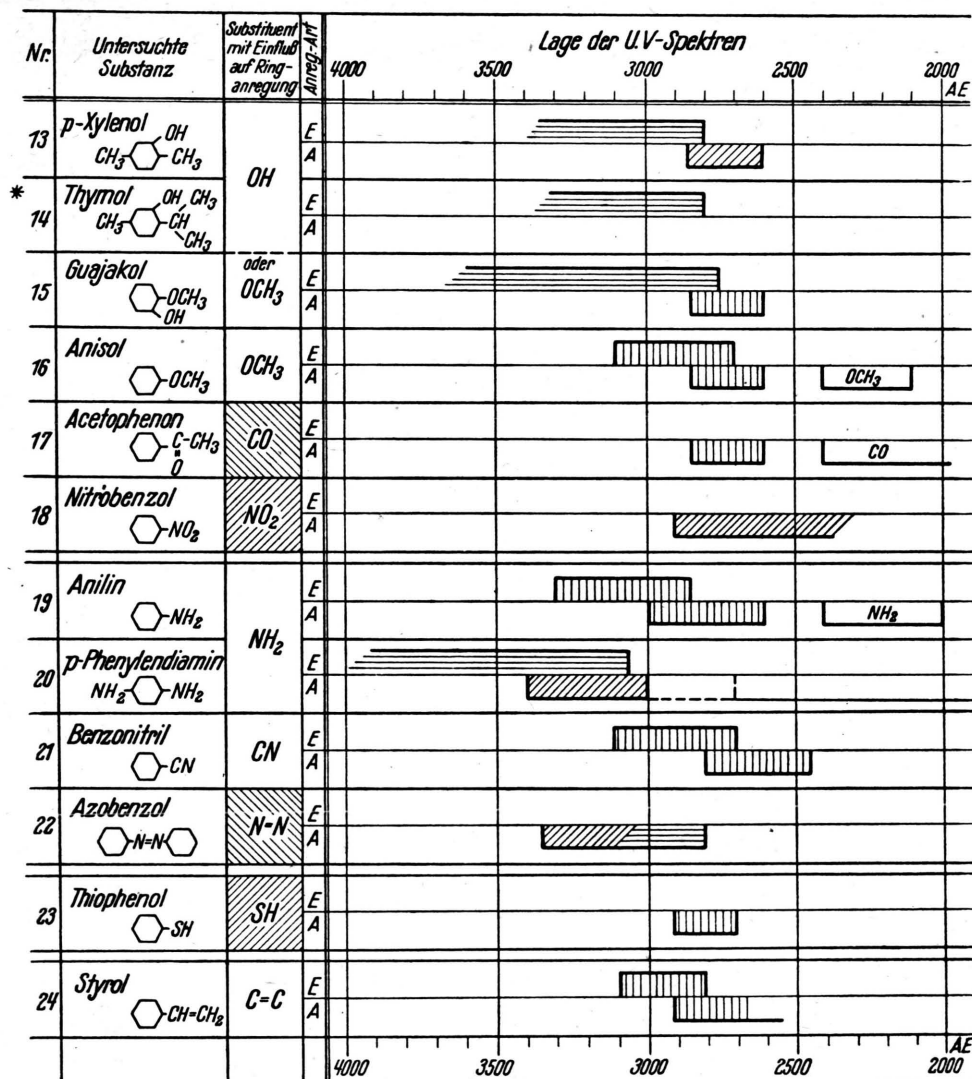 Nr.
Untersuchte
Substanz
Substituent
mit Einfluß
auf Ring-
anregung
Anreg.-Art
Lage der U.V-Spektren
4000 3500 3000 2500 2000
AE
13
p-Xylenol
OH
CH3 CH3
OH
E
A
*
14
Thymol
OH CH3
CH3 CH
CH3
E
A
15
Guajakol
OCH3
OH
oder
OCH3
E
A
16
Anisol
OCH3
OCH3
E
A
OCH3
17
Acetophenon
C-CH3
O
CO
E
A
CO
18
Nitrobenzol
NO2
NO2
E
A
19
Anilin
NH2
NH2
E
A
NH2
20
p-Phenylendiamin
NH2 NH2
E
A
21
Benzonitril
CN
CN
E
A
22
Azobenzol
N=N
N=N
E
A
23
Thiophenol
SH
SH
E
A
24
Styrol
CH=CH2
C=C
E
A
AE
4000 3500 3000 2500 2000